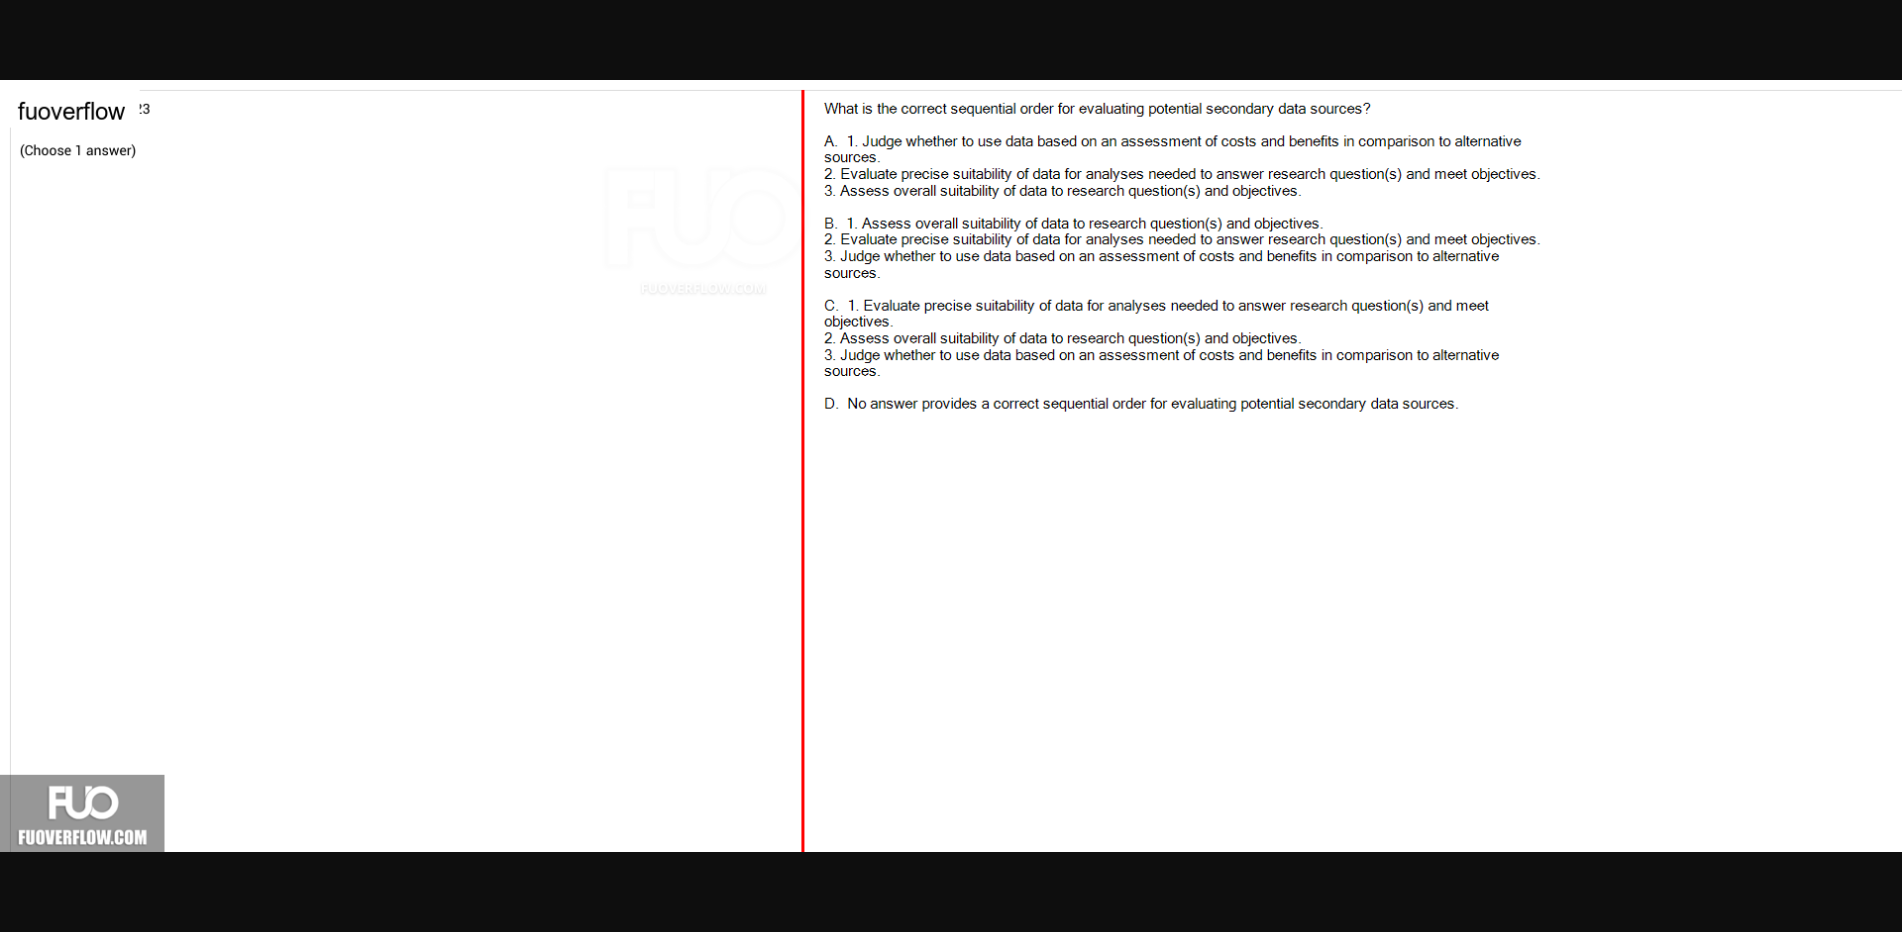 fuoverflow
23
(Choose 1 answer)
FUO
FUOVERFLOW.COM
What is the correct sequential order for evaluating potential secondary data sources?
A. 1. Judge whether to use data based on an assessment of costs and benefits in comparison to alternative
sources.
2. Evaluate precise suitability of data for analyses needed to answer research question(s) and meet objectives.
3. Assess overall suitability of data to research question(s) and objectives.
B. 1. Assess overall suitability of data to research question(s) and objectives.
2. Evaluate precise suitability of data for analyses needed to answer research question(s) and meet objectives.
3. Judge whether to use data based on an assessment of costs and benefits in comparison to alternative
sources.
C. 1. Evaluate precise suitability of data for analyses needed to answer research question(s) and meet
objectives.
2. Assess overall suitability of data to research question(s) and objectives.
3. Judge whether to use data based on an assessment of costs and benefits in comparison to alternative
sources.
D. No answer provides a correct sequential order for evaluating potential secondary data sources.
FUO
FUOVERFLOW.COM